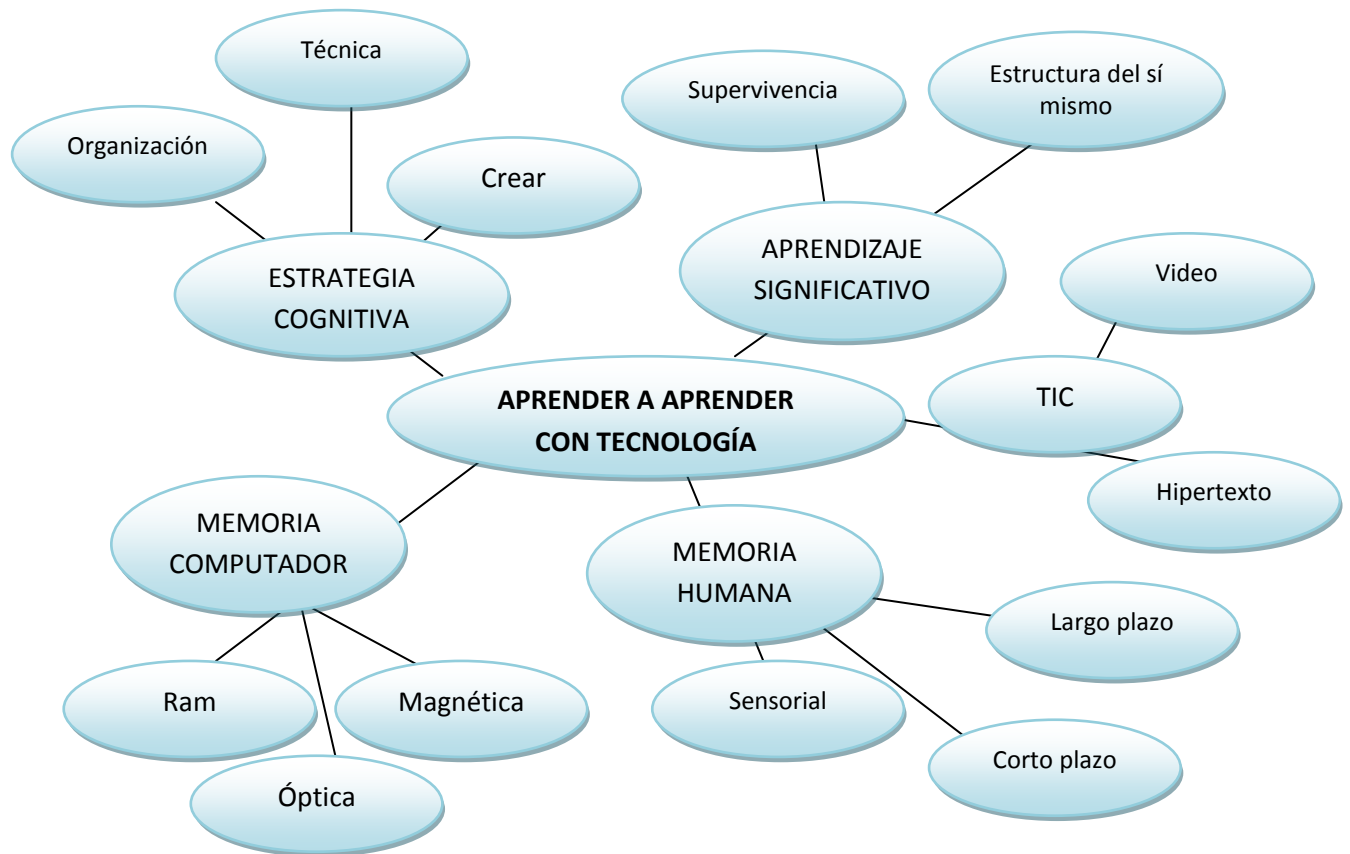 Técnica
Supervivencia
Estructura del sí
mismo
Organización
Crear
ESTRATEGIA
COGNITIVA
APRENDIZAJE
SIGNIFICATIVO
Video
APRENDER A APRENDER
CON TECNOLOGÍA
TIC
Hipertexto
MEMORIA
COMPUTADOR
MEMORIA
HUMANA
Largo plazo
Ram
Magnética
Sensorial
Corto plazo
Óptica